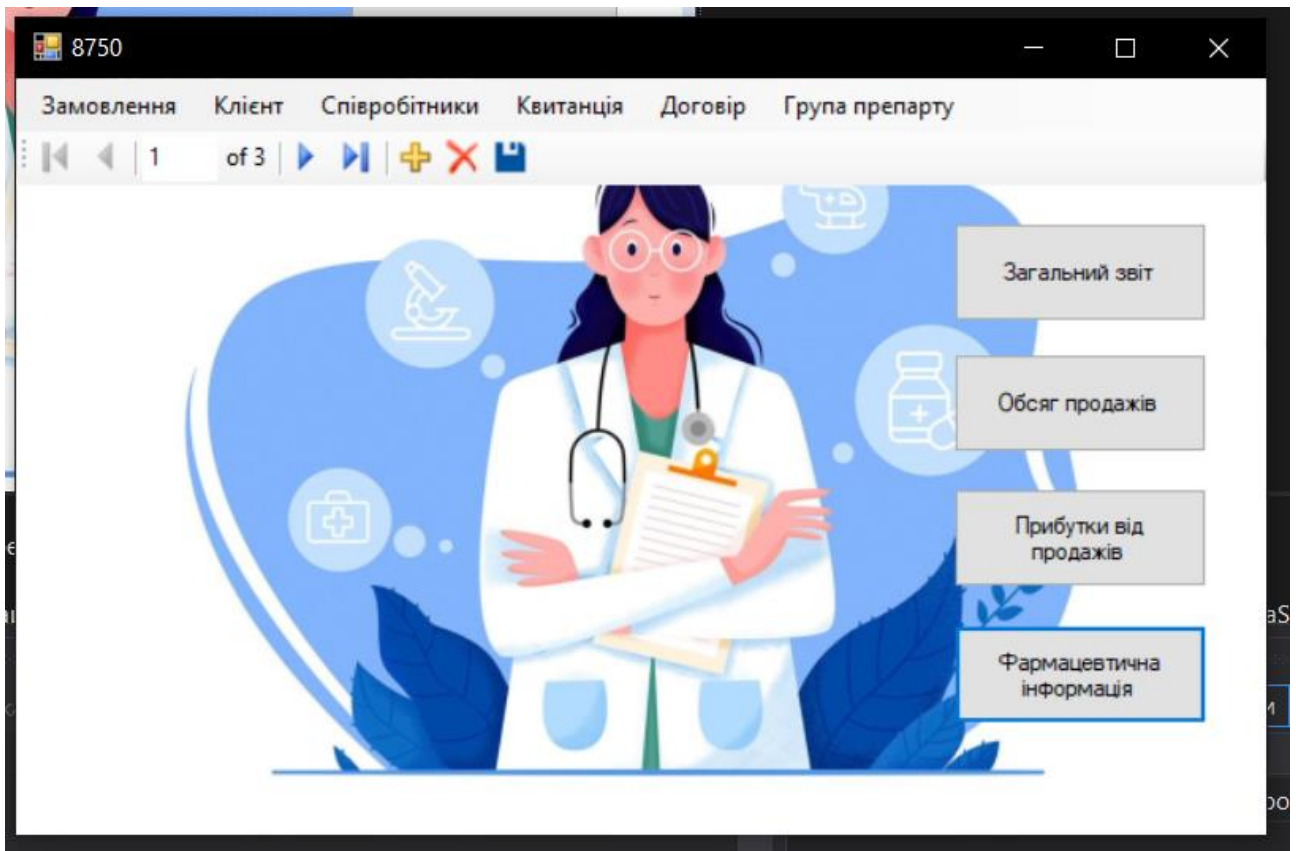 8750
Замовлення Клієнт Співробітники Квитанція Договір Група препарту
1 of 3
Загальний звіт
Обсяг продажів
Прибутки від
продажів
Фармацевтична
інформація